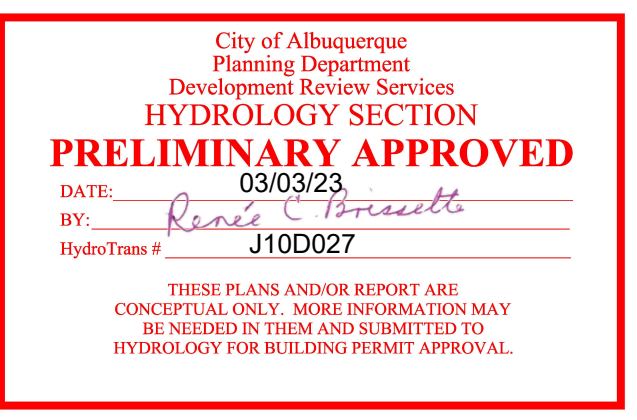 City of Albuquerque
Planning Department
Development Review Services
HYDROLOGY SECTION
PRELIMINARY APPROVED
DATE: 03/03/23
BY: Renée C. Brissette
HydroTrans # J10D027
THESE PLANS AND/OR REPORT ARE
CONCEPTUAL ONLY. MORE INFORMATION MAY
BE NEEDED IN THEM AND SUBMITTED TO
HYDROLOGY FOR BUILDING PERMIT APPROVAL.